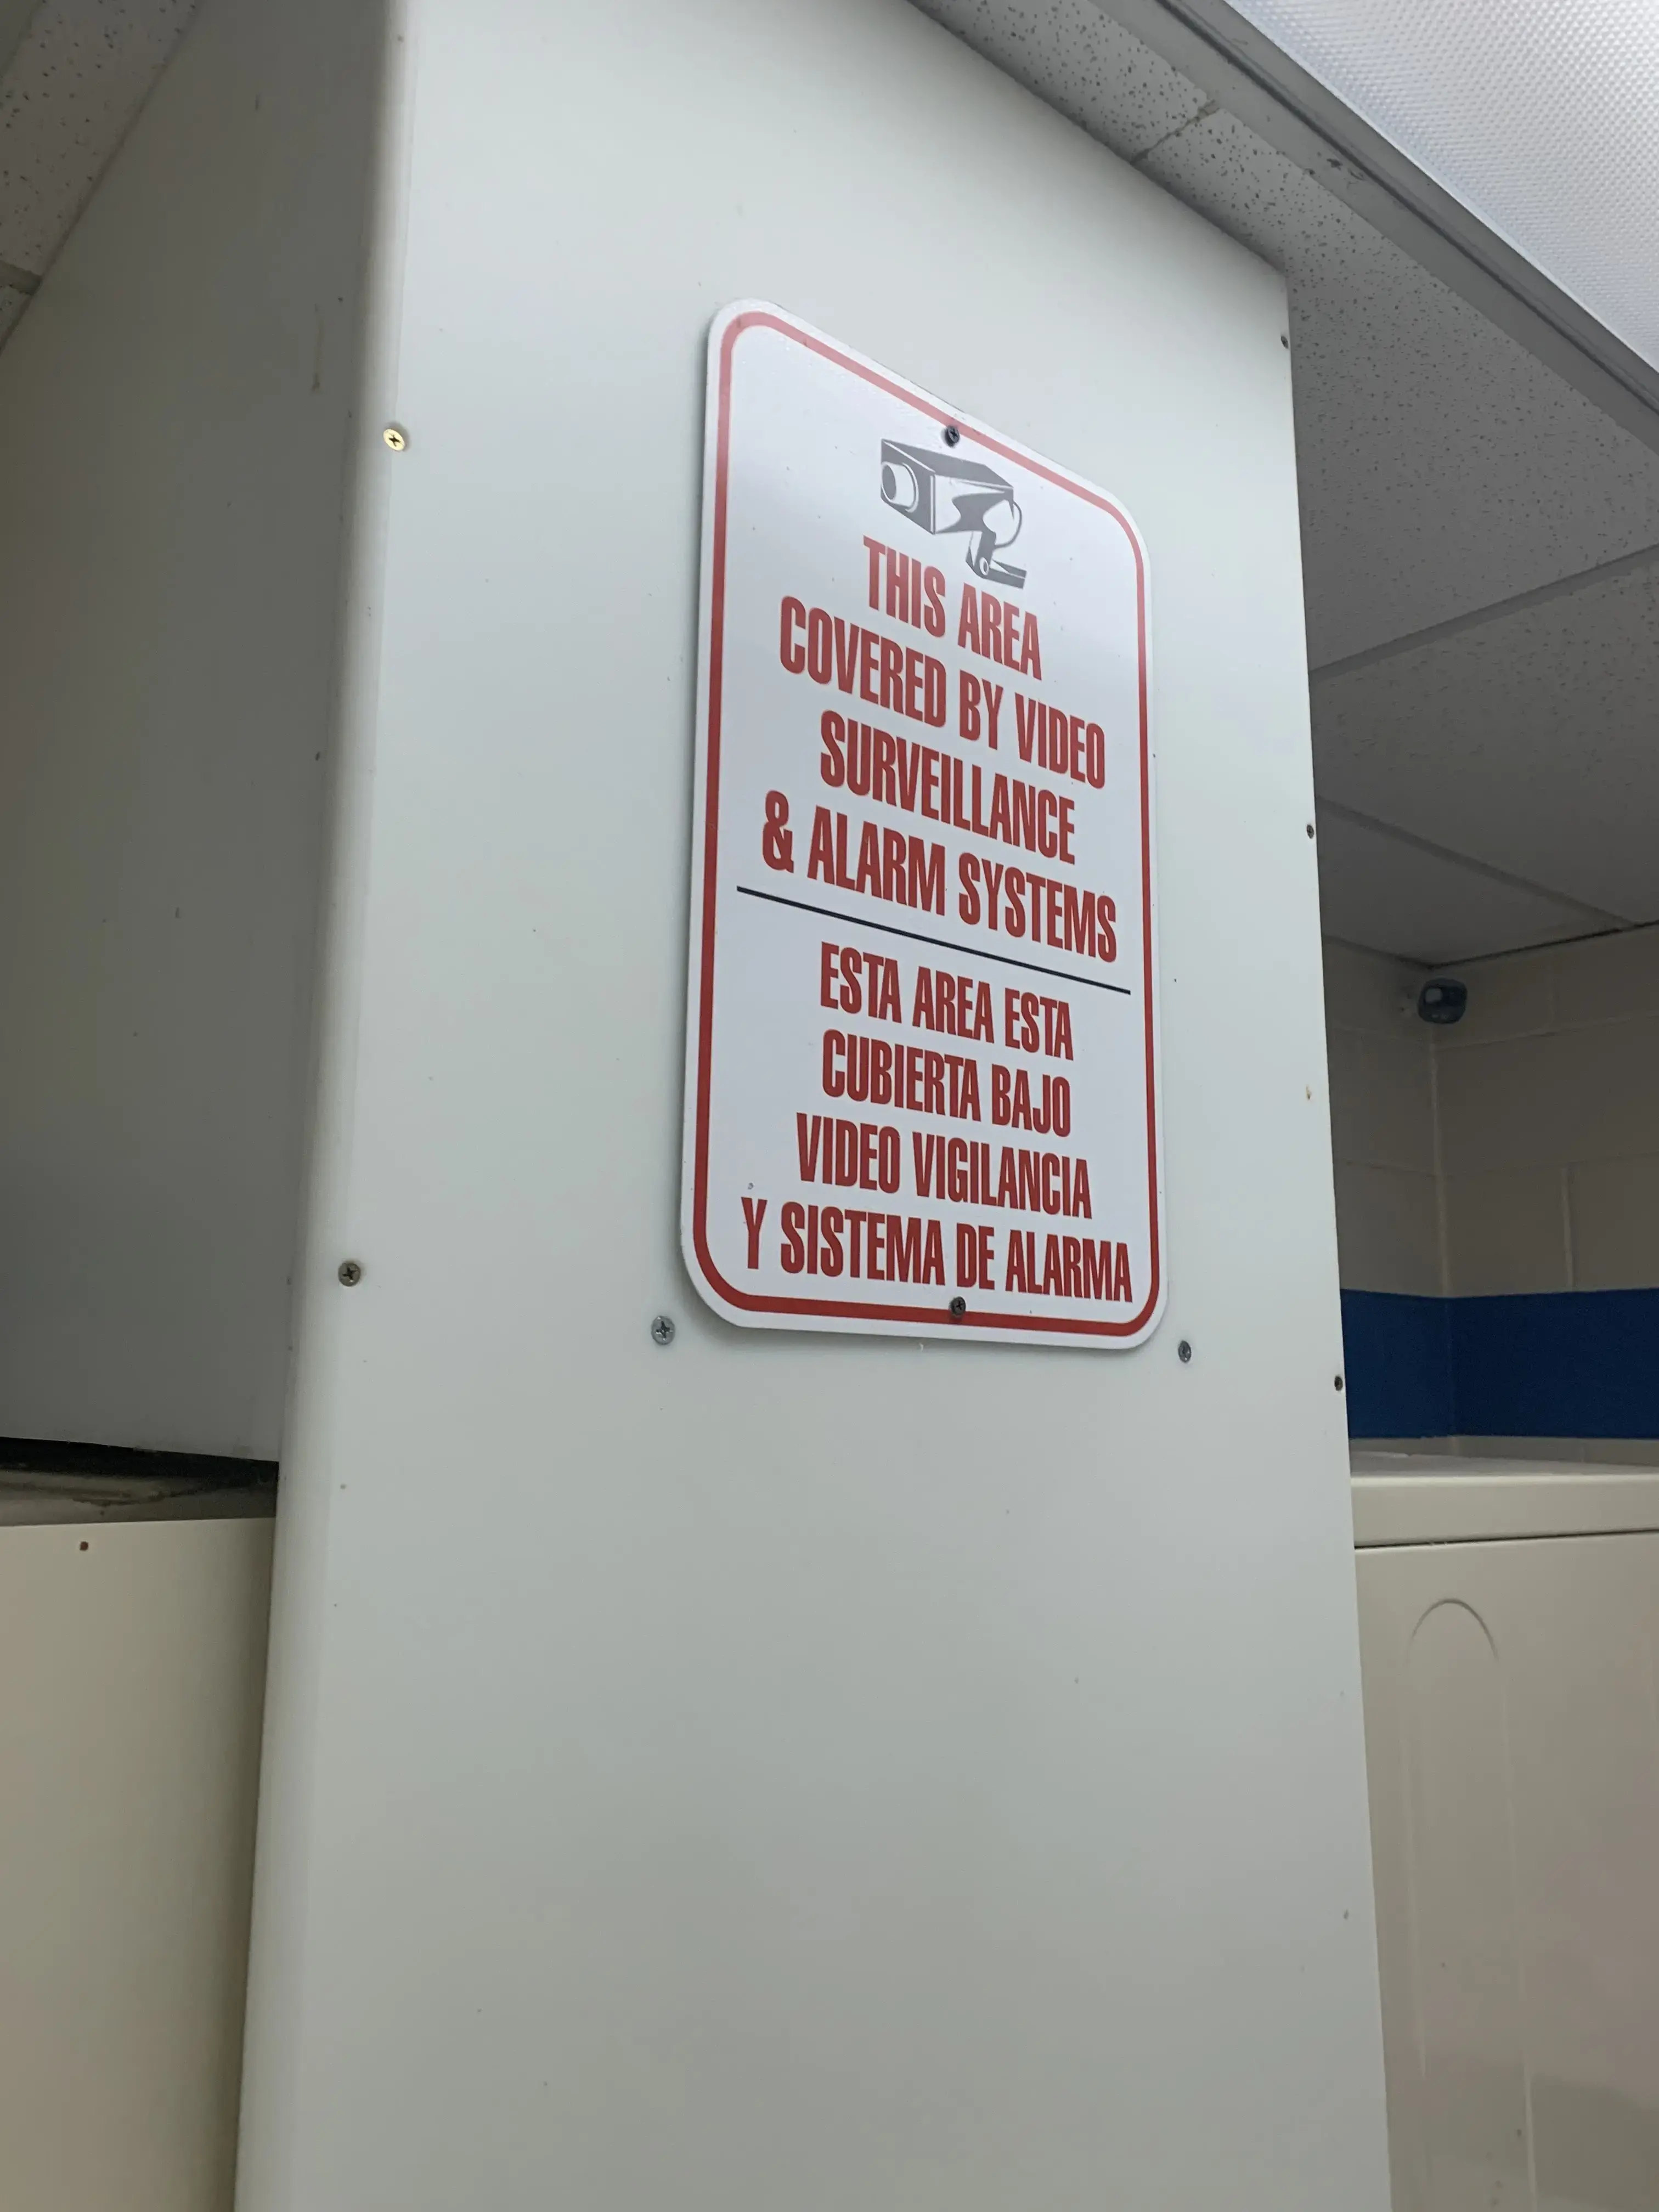 THIS AREA
COVERED BY VIDEO
SURVEILLANCE
& ALARM SYSTEMS
ESTA AREA ESTA
CUBIERTA BAJO
VIDEO VIGILANCIA
Y SISTEMA DE ALARMA